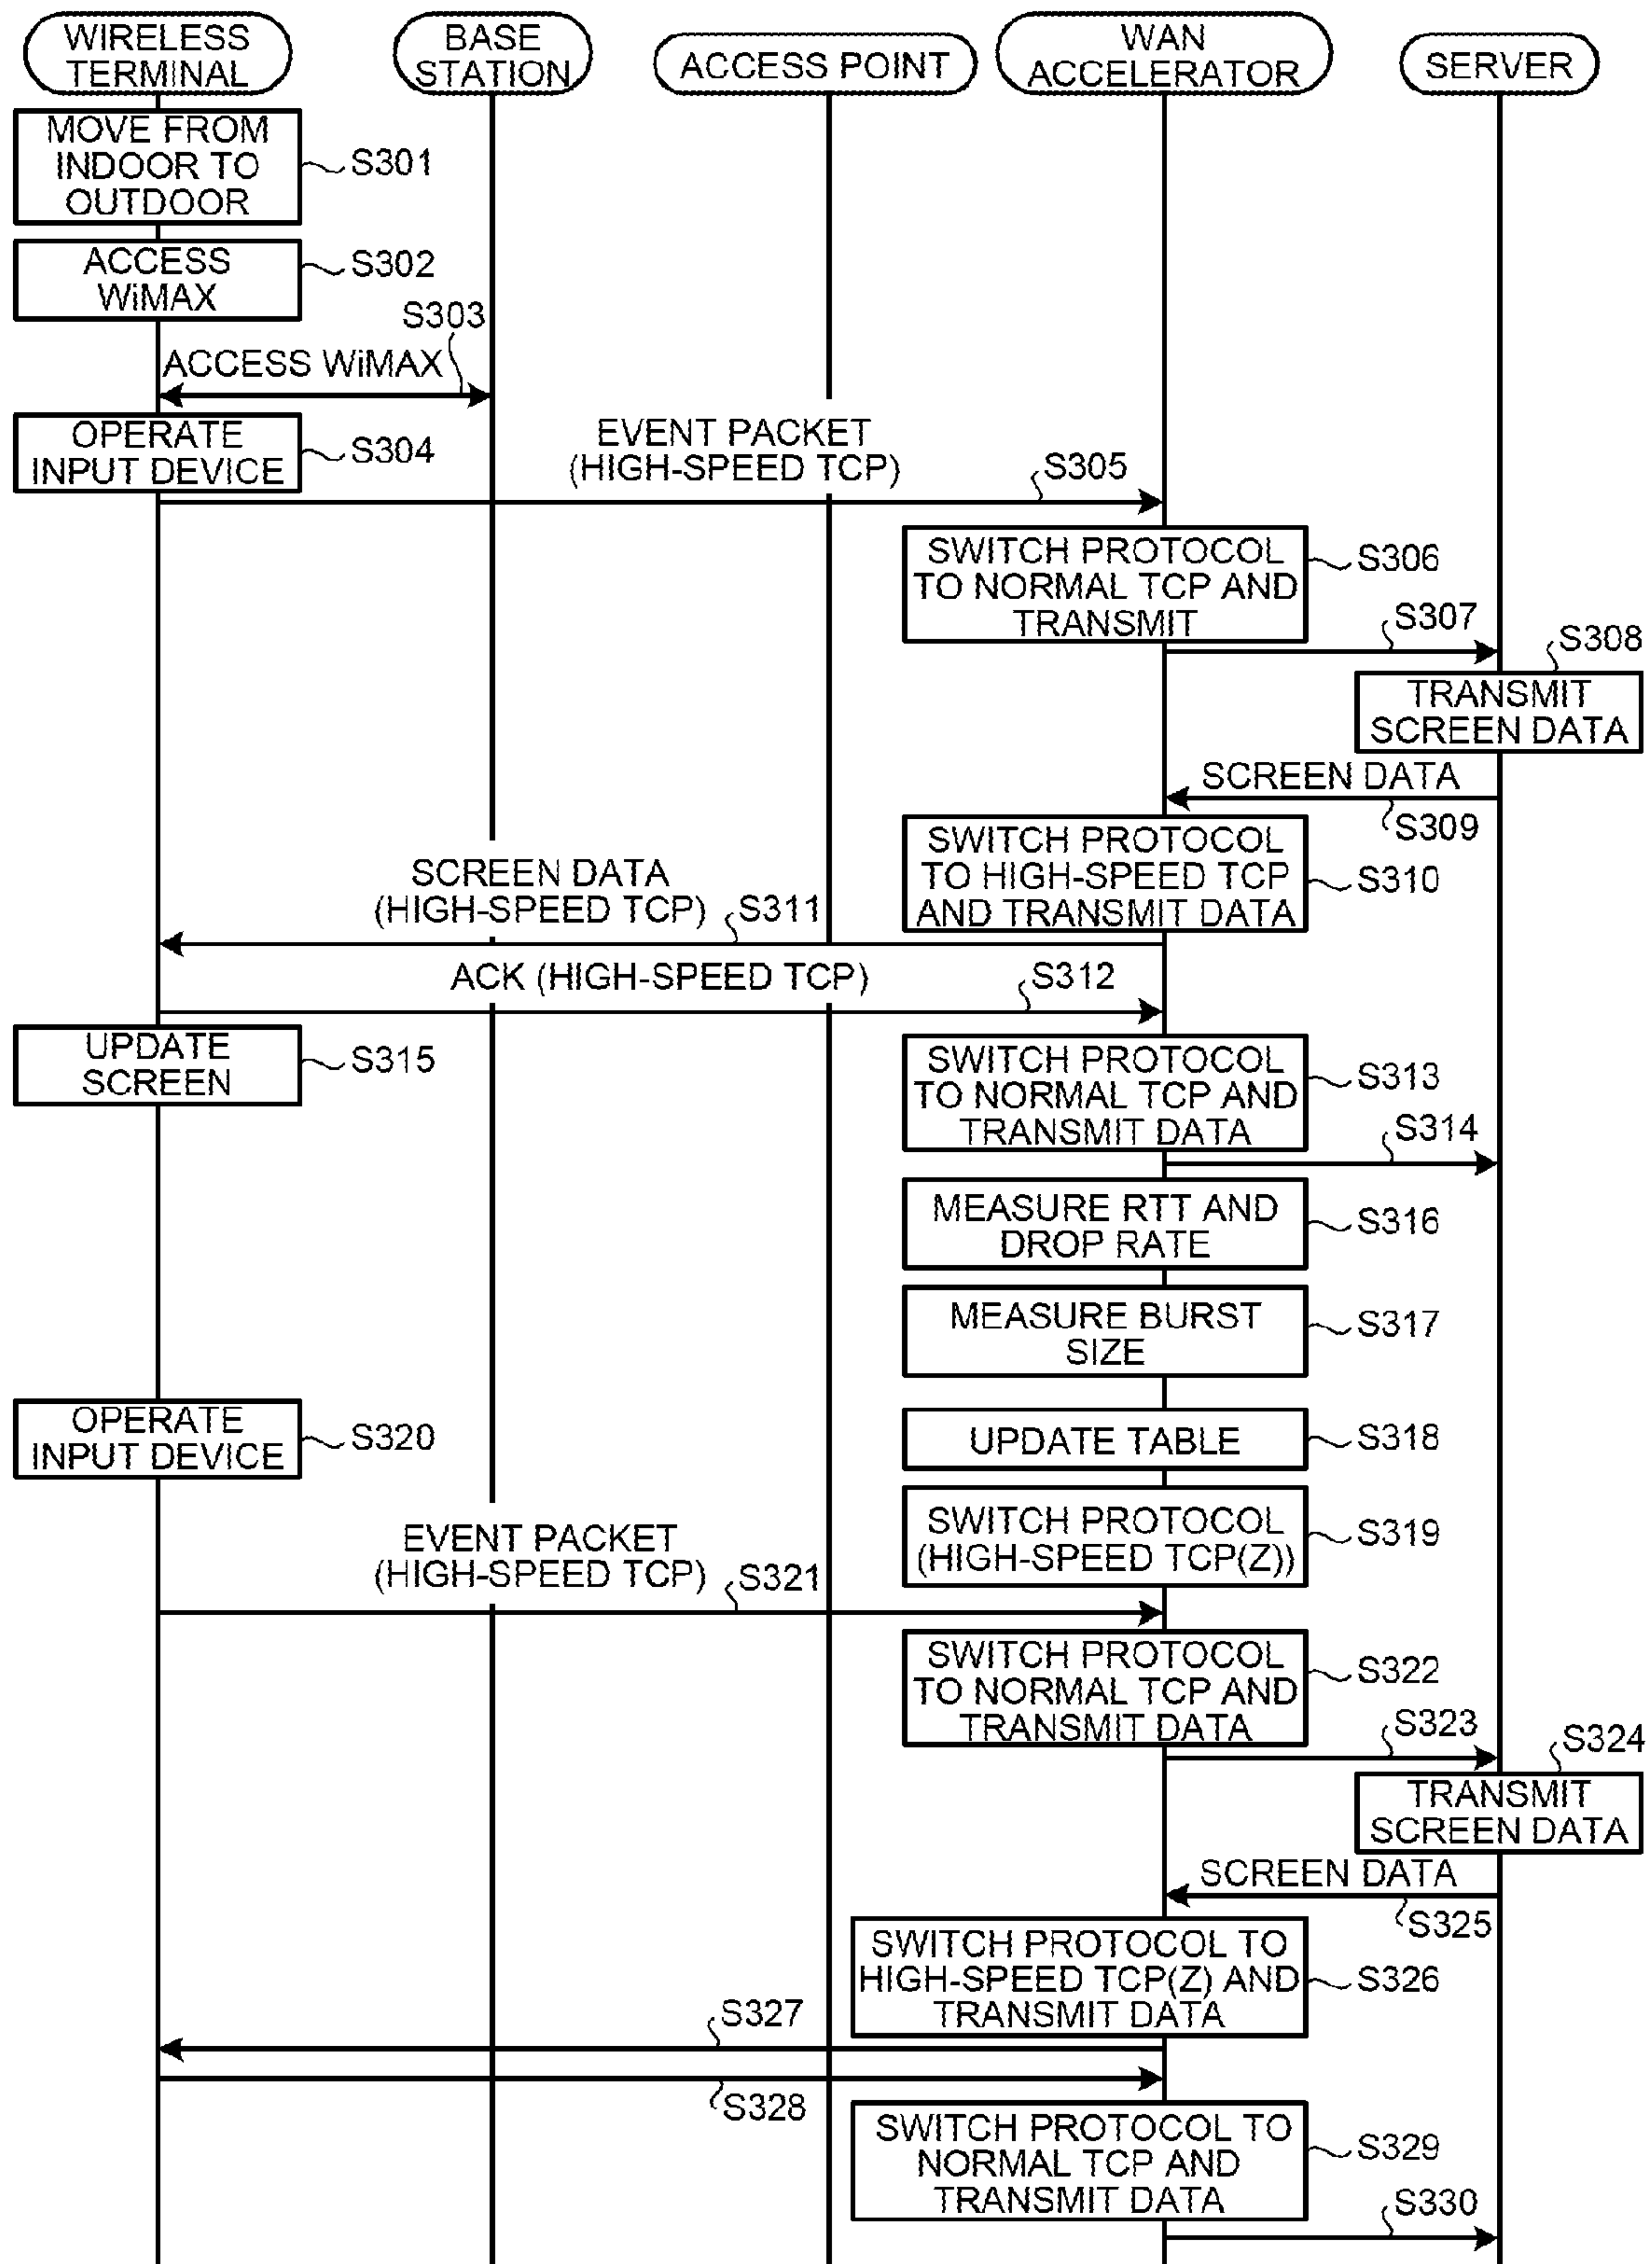 WIRELESS
TERMINAL
BASE
STATION
ACCESS POINT
WAN
ACCELERATOR
SERVER
MOVE FROM
INDOOR TO
OUTDOOR
S301
ACCESS
WiMAX
S302
S303
ACCESS WiMAX
OPERATE
INPUT DEVICE
S304
EVENT PACKET
(HIGH-SPEED TCP)
S305
SWITCH PROTOCOL
TO NORMAL TCP AND
TRANSMIT
S306
S307
S308
TRANSMIT
SCREEN DATA
SCREEN DATA
S309
SWITCH PROTOCOL
TO HIGH-SPEED TCP
AND TRANSMIT DATA
S310
SCREEN DATA
(HIGH-SPEED TCP)
S311
ACK (HIGH-SPEED TCP)
S312
UPDATE
SCREEN
S315
SWITCH PROTOCOL
TO NORMAL TCP AND
TRANSMIT DATA
S313
S314
MEASURE RTT AND
DROP RATE
S316
MEASURE BURST
SIZE
S317
OPERATE
INPUT DEVICE
S320
UPDATE TABLE
S318
SWITCH PROTOCOL
(HIGH-SPEED TCP(Z))
S319
EVENT PACKET
(HIGH-SPEED TCP)
S321
SWITCH PROTOCOL
TO NORMAL TCP AND
TRANSMIT DATA
S322
S323
S324
TRANSMIT
SCREEN DATA
SCREEN DATA
S325
SWITCH PROTOCOL TO
HIGH-SPEED TCP(Z) AND
TRANSMIT DATA
S326
S327
S328
SWITCH PROTOCOL TO
NORMAL TCP AND
TRANSMIT DATA
S329
S330